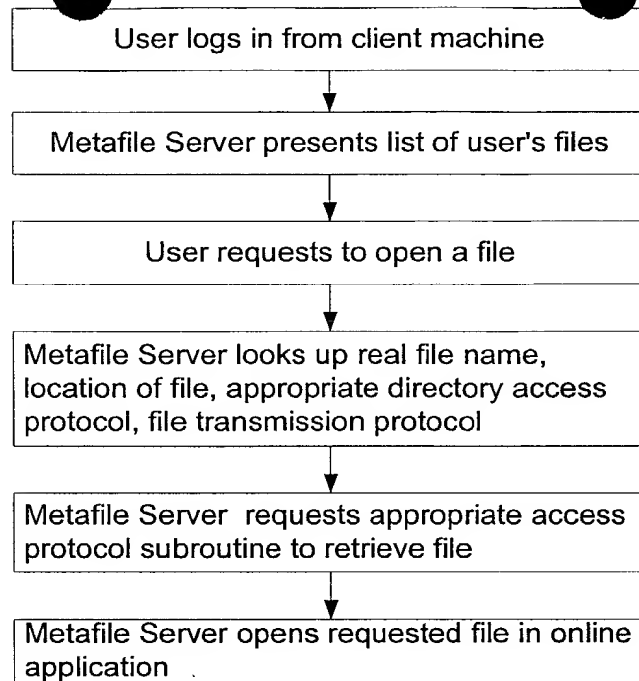 User logs in from client machine
Metafile Server presents list of user's files
User requests to open a file
Metafile Server looks up real file name,
location of file, appropriate directory access
protocol, file transmission protocol
Metafile Server requests appropriate access
protocol subroutine to retrieve file
Metafile Server opens requested file in online
application